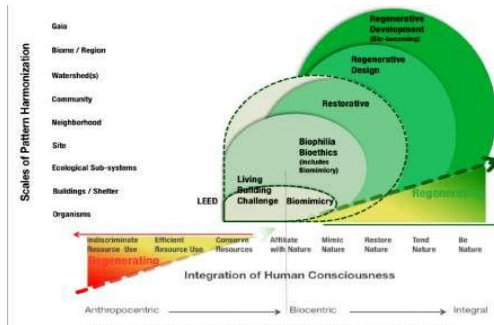 Scales of Pattern Harmonization
Gaia
Biome / Region
Watershed(s)
Community
Neighborhood
Site
Ecological Sub-systems
Buildings / Shelter
Organisms
Regenerative
Development
(Bio-becoming)
Regenerative
Design
Restorative
Biophilia
Bioethics
(includes
Biomimicry)
Living
Building
Challenge
LEED
Biomimicry
Indiscriminate
Resource Use
Efficient
Resource Use
Conserve
Resources
Affiliate
with Nature
Mimic
Nature
Restore
Nature
Tend
Nature
Be
Nature
Integration of Human Consciousness
Anthropocentric
Biocentric
Integral